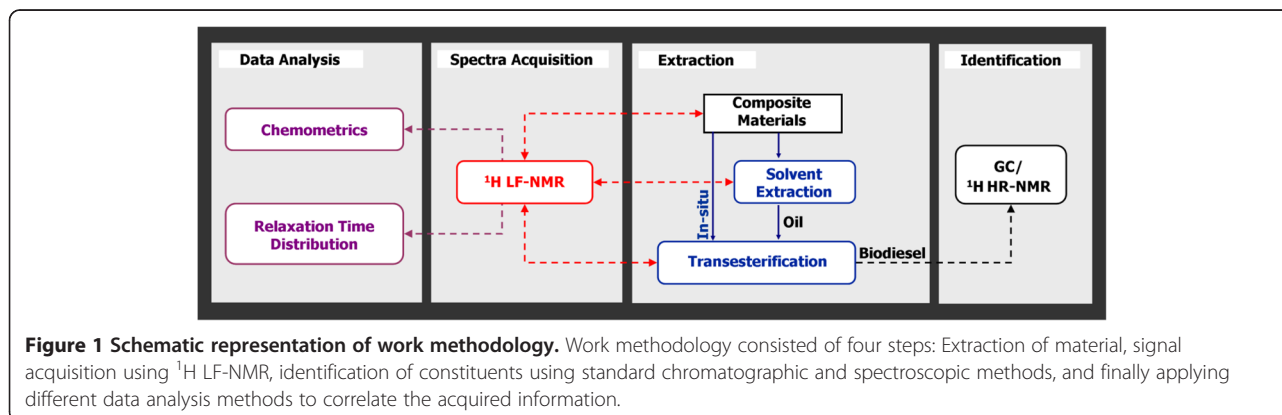 Data Analysis
Chemometrics
Relaxation Time
Distribution
Spectra Acquisition
¹H LF-NMR
Extraction
Composite
Materials
Solvent
Extraction
In-situ
Oil
Transesterification
Biodiesel
Identification
GC/
¹H HR-NMR
Figure 1 Schematic representation of work methodology. Work methodology consisted of four steps: Extraction of material, signal
acquisition using ¹H LF-NMR, identification of constituents using standard chromatographic and spectroscopic methods, and finally applying
different data analysis methods to correlate the acquired information.